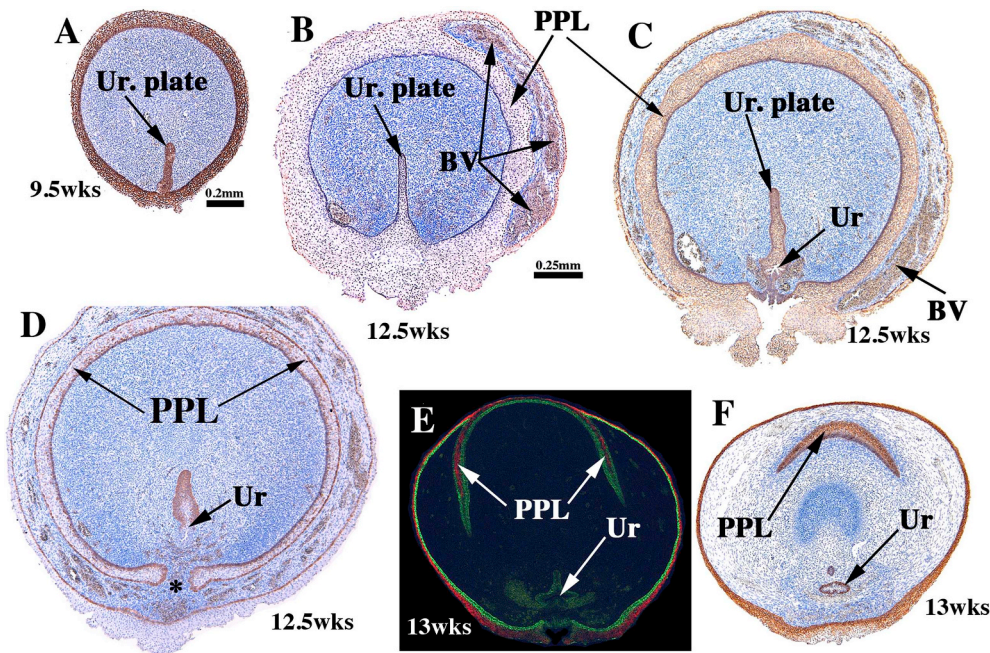 A
Ur. plate
9.5wks
0.2mm
B
PPL
Ur. plate
BV
0.25mm
12.5wks
C
Ur. plate
Ur
BV
12.5wks
D
PPL
Ur
*
12.5wks
E
PPL
Ur
13wks
F
PPL
Ur
13wks